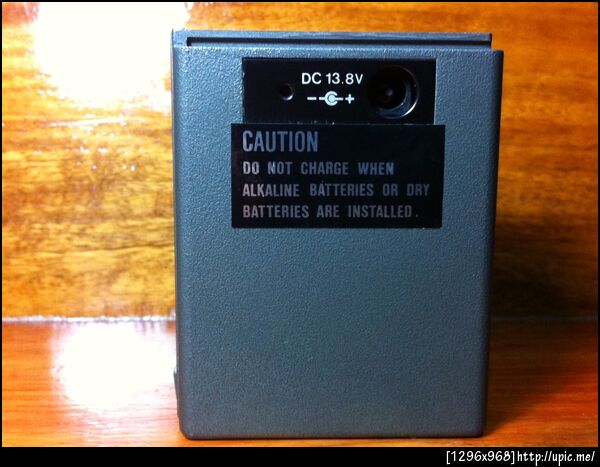 DC 13.8V
CAUTION
DO NOT CHARGE WHEN
ALKALINE BATTERIES OR DRY
BATTERIES ARE INSTALLED.
[1296x968]http://upic.me/